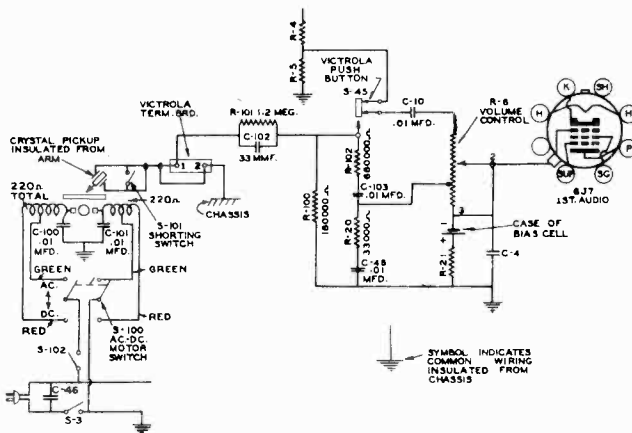 R-4
R-5
VICTROLA
PUSH
BUTTON
S-45
C-10
.01 MFD.
R-6
VOLUME
CONTROL
K
SH
H
H
P
SUP
SG
6J7
1ST. AUDIO
VICTROLA
TERM. BRD.
1 2
R-101 1.2 MEG.
C-102
33 MMF.
CRYSTAL PICKUP
INSULATED FROM
ARM
220Ω
TOTAL
220Ω
S-101
SHORTING
SWITCH
CHASSIS
C-100
.01
MFD.
C-101
.01
MFD.
GREEN
GREEN
AC.
DC.
RED
RED
S-100
AC-DC.
MOTOR
SWITCH
S-102
C-46
S-3
R-100
180000Ω
R-102
680000Ω
C-103
.01 MFD.
R-20
33000Ω
C-48
.01
MFD.
2
3
1
-
+
CASE OF
BIAS CELL
R-21
C-4
SYMBOL INDICATES
COMMON WIRING
INSULATED FROM
CHASSIS